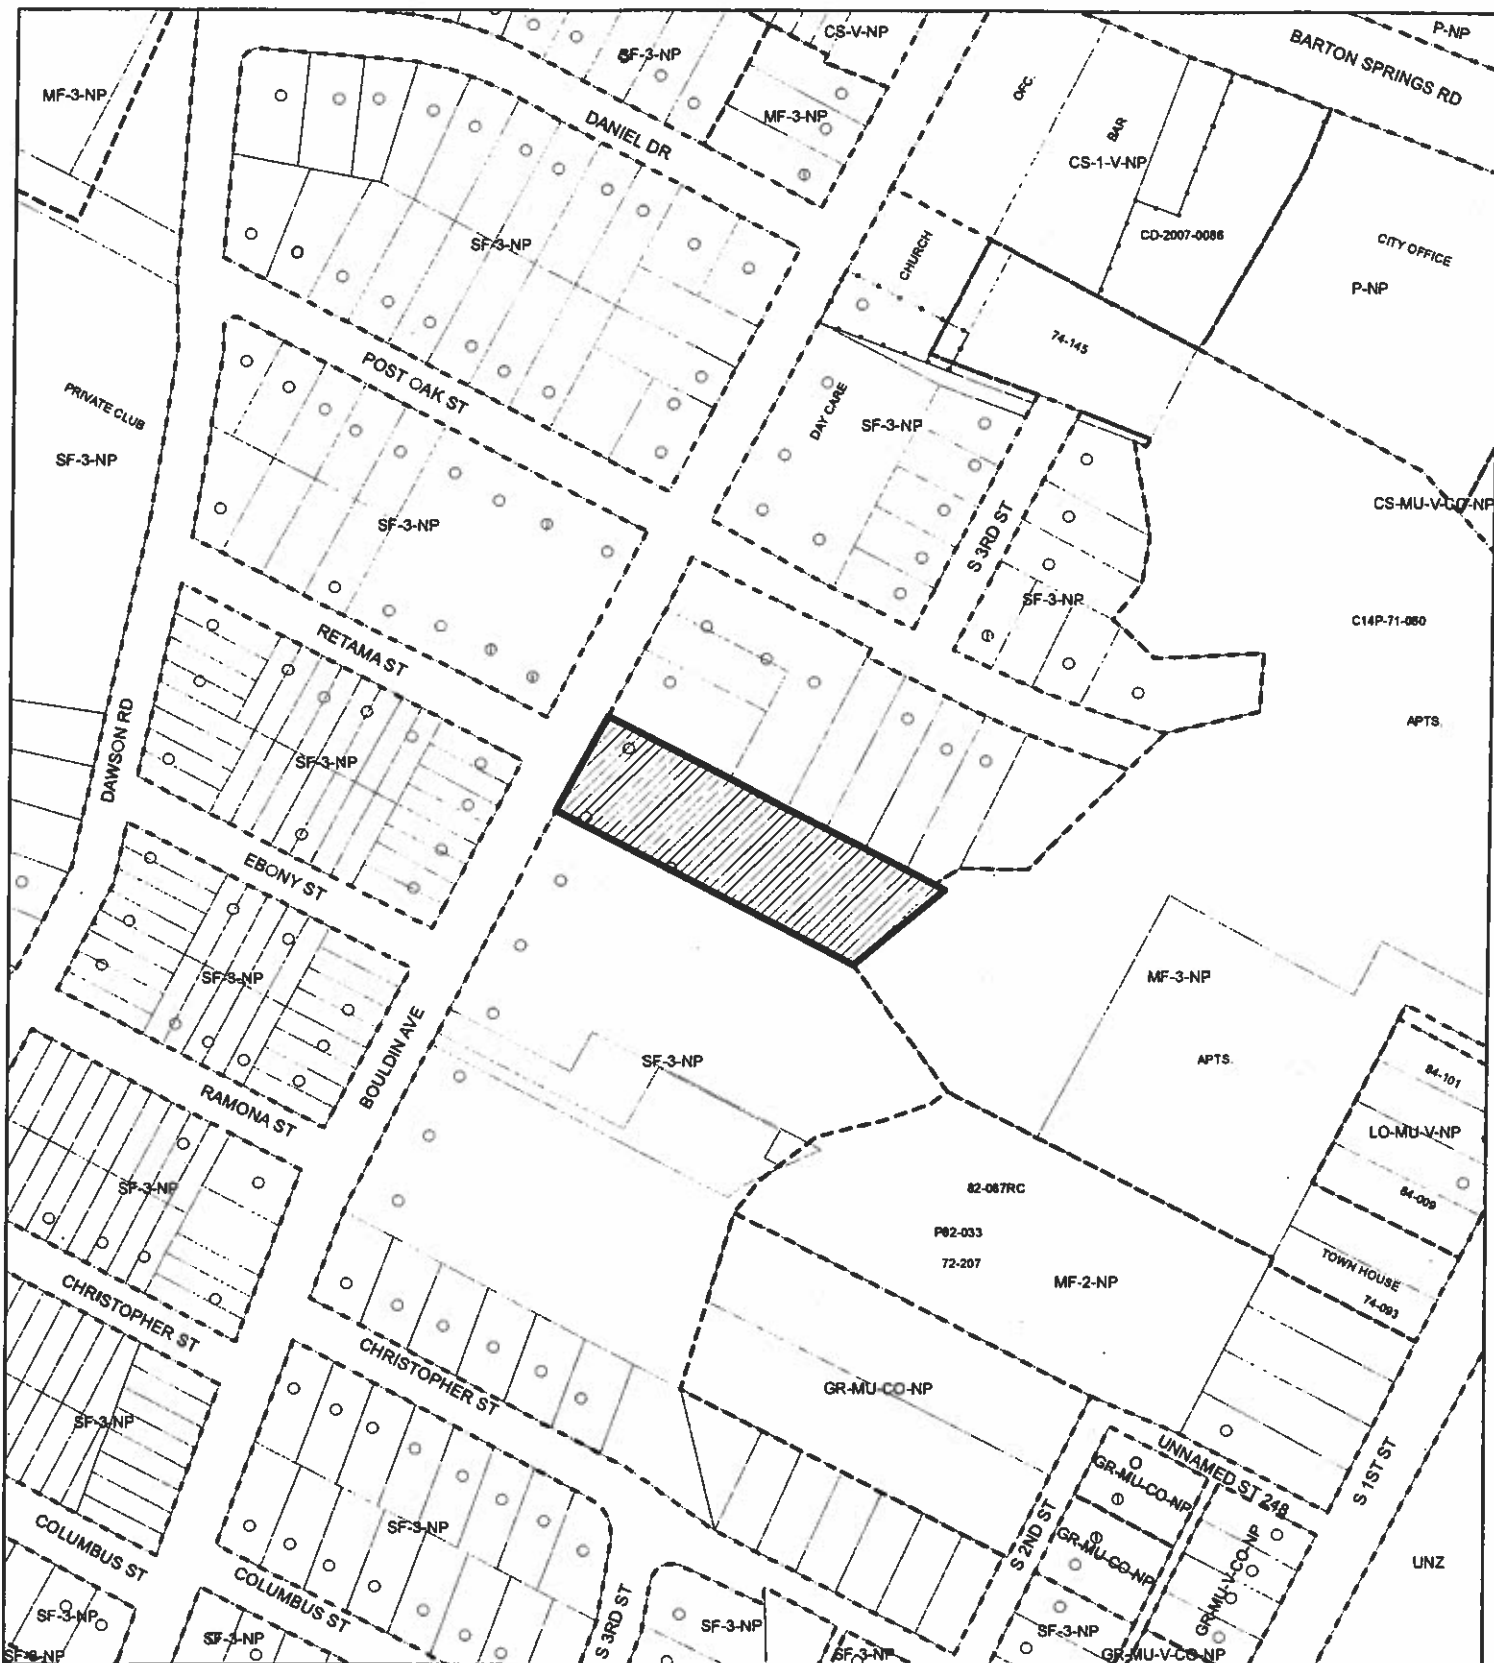 P-NP
CS-V-NP
SF-3-NP
BARTON SPRINGS RD
MF-3-NP
OFC.
MF-3-NP
DANIEL DR
BAR
CS-1-V-NP
CD-2007-0086
CHURCH
SF-3-NP
CITY OFFICE
P-NP
74-145
POST OAK ST
PRIVATE CLUB
DAY CARE
SF-3-NP
SF-3-NP
CS-MU-V-CO-NP
SF-3-NP
S 3RD ST
SF-3-NP
C14P-71-060
RETAMA ST
APTS.
DAWSON RD
SF-3-NP
EBONY ST
SF-3-NP
MF-3-NP
BOULDIN AVE
SF-3-NP
APTS.
84-101
RAMONA ST
LO-MU-V-NP
SF-3-NP
82-067RC
84-009
P82-033
72-207
TOWN HOUSE
MF-2-NP
74-093
CHRISTOPHER ST
CHRISTOPHER ST
GR-MU-CO-NP
SF-3-NP
UNNAMED ST 248
GR-MU-CO-NP
S 1ST ST
SF-3-NP
S 2ND ST
GR-MU-CO-NP
GR-MU-V-CO-NP
UNZ
COLUMBUS ST
COLUMBUS ST
S 3RD ST
SF-3-NP
SF-3-NP
SF-3-NP
SF-3-NP
SF-3-NP
SF-3-NP
GR-MU-V-CO-NP